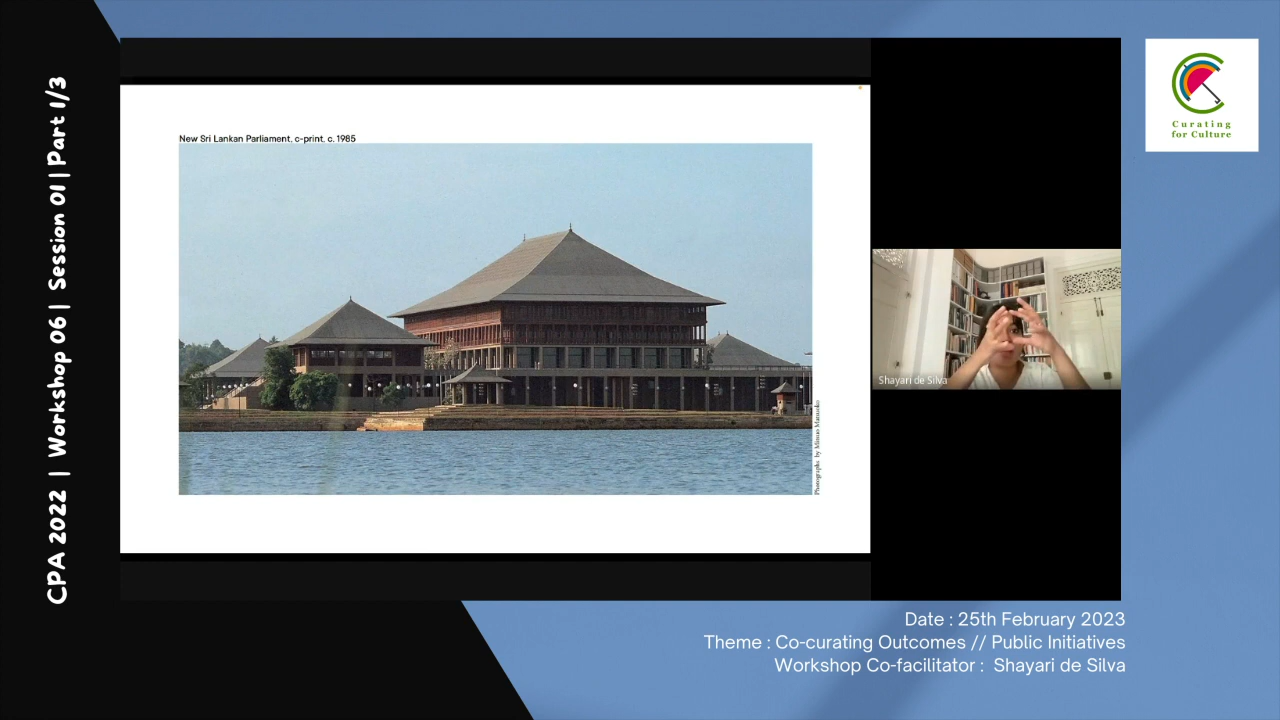 CPA 2022 | Workshop 06 | Session 01 | Part 1/3
New Sri Lankan Parliament, c-print, c. 1985
Photographs by Mitsuo Matsuoko
Shayari de Silva
Curating
for Culture
Date : 25th February 2023
Theme : Co-curating Outcomes // Public Initiatives
Workshop Co-facilitator : Shayari de Silva